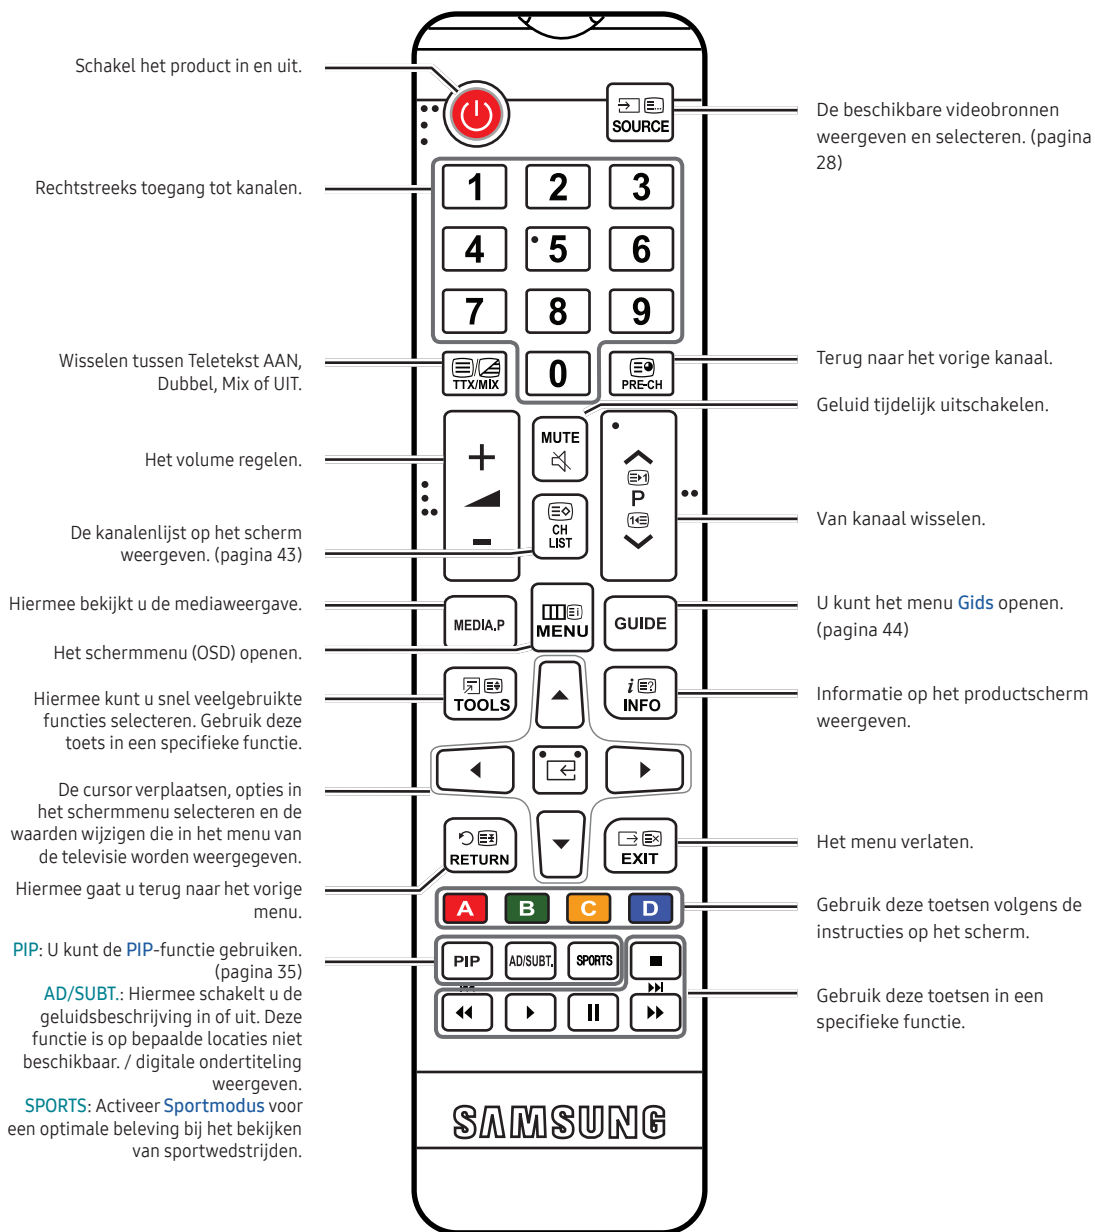 Schakel het product in en uit.
SOURCE
De beschikbare videobronnen
weergeven en selecteren. (pagina
28)
Rechtstreeks toegang tot kanalen.
1 2 3
4 5 6
7 8 9
Wisselen tussen Teletekst AAN,
Dubbel, Mix of UIT.
TTX/MIX
0
PRE-CH
Terug naar het vorige kanaal.
MUTE
Geluid tijdelijk uitschakelen.
Het volume regelen.
+
-
P
1
1
Van kanaal wisselen.
De kanalenlijst op het scherm
weergeven. (pagina 43)
CH
LIST
Hiermee bekijkt u de mediaweergave.
MEDIA.P
MENU
GUIDE
U kunt het menu Gids openen.
(pagina 44)
Het schermmenu (OSD) openen.
Hiermee kunt u snel veelgebruikte
functies selecteren. Gebruik deze
toets in een specifieke functie.
TOOLS
i
INFO
Informatie op het productscherm
weergeven.
De cursor verplaatsen, opties in
het schermmenu selecteren en de
waarden wijzigen die in het menu van
de televisie worden weergegeven.
RETURN
EXIT
Het menu verlaten.
Hiermee gaat u terug naar het vorige
menu.
A B C D
Gebruik deze toetsen volgens de
instructies op het scherm.
PIP: U kunt de PIP-functie gebruiken.
(pagina 35)
AD/SUBT.: Hiermee schakelt u de
geluidsbeschrijving in of uit. Deze
functie is op bepaalde locaties niet
beschikbaar. / digitale ondertiteling
weergeven.
SPORTS: Activeer Sportmodus voor
een optimale beleving bij het bekijken
van sportwedstrijden.
PIP AD/SUBT. SPORTS
Gebruik deze toetsen in een
specifieke functie.
SAMSUNG